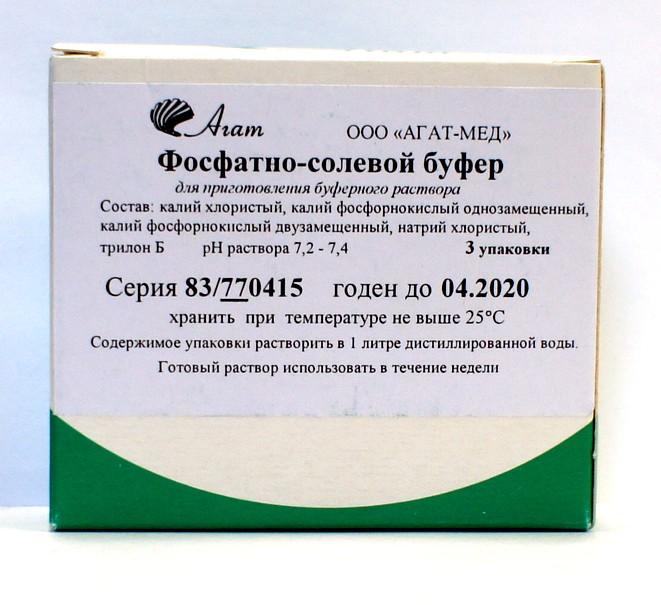 Агат
ООО «АГАТ-МЕД»
Фосфатно-солевой буфер
для приготовления буферного раствора
Состав: калий хлористый, калий фосфорнокислый однозамещенный,
калий фосфорнокислый двузамещенный, натрий хлористый,
трилон Б pH раствора 7,2 - 7,4 3 упаковки
Серия 83/770415 годен до 04.2020
хранить при температуре не выше 25°С
Содержимое упаковки растворить в 1 литре дистиллированной воды.
Готовый раствор использовать в течение недели